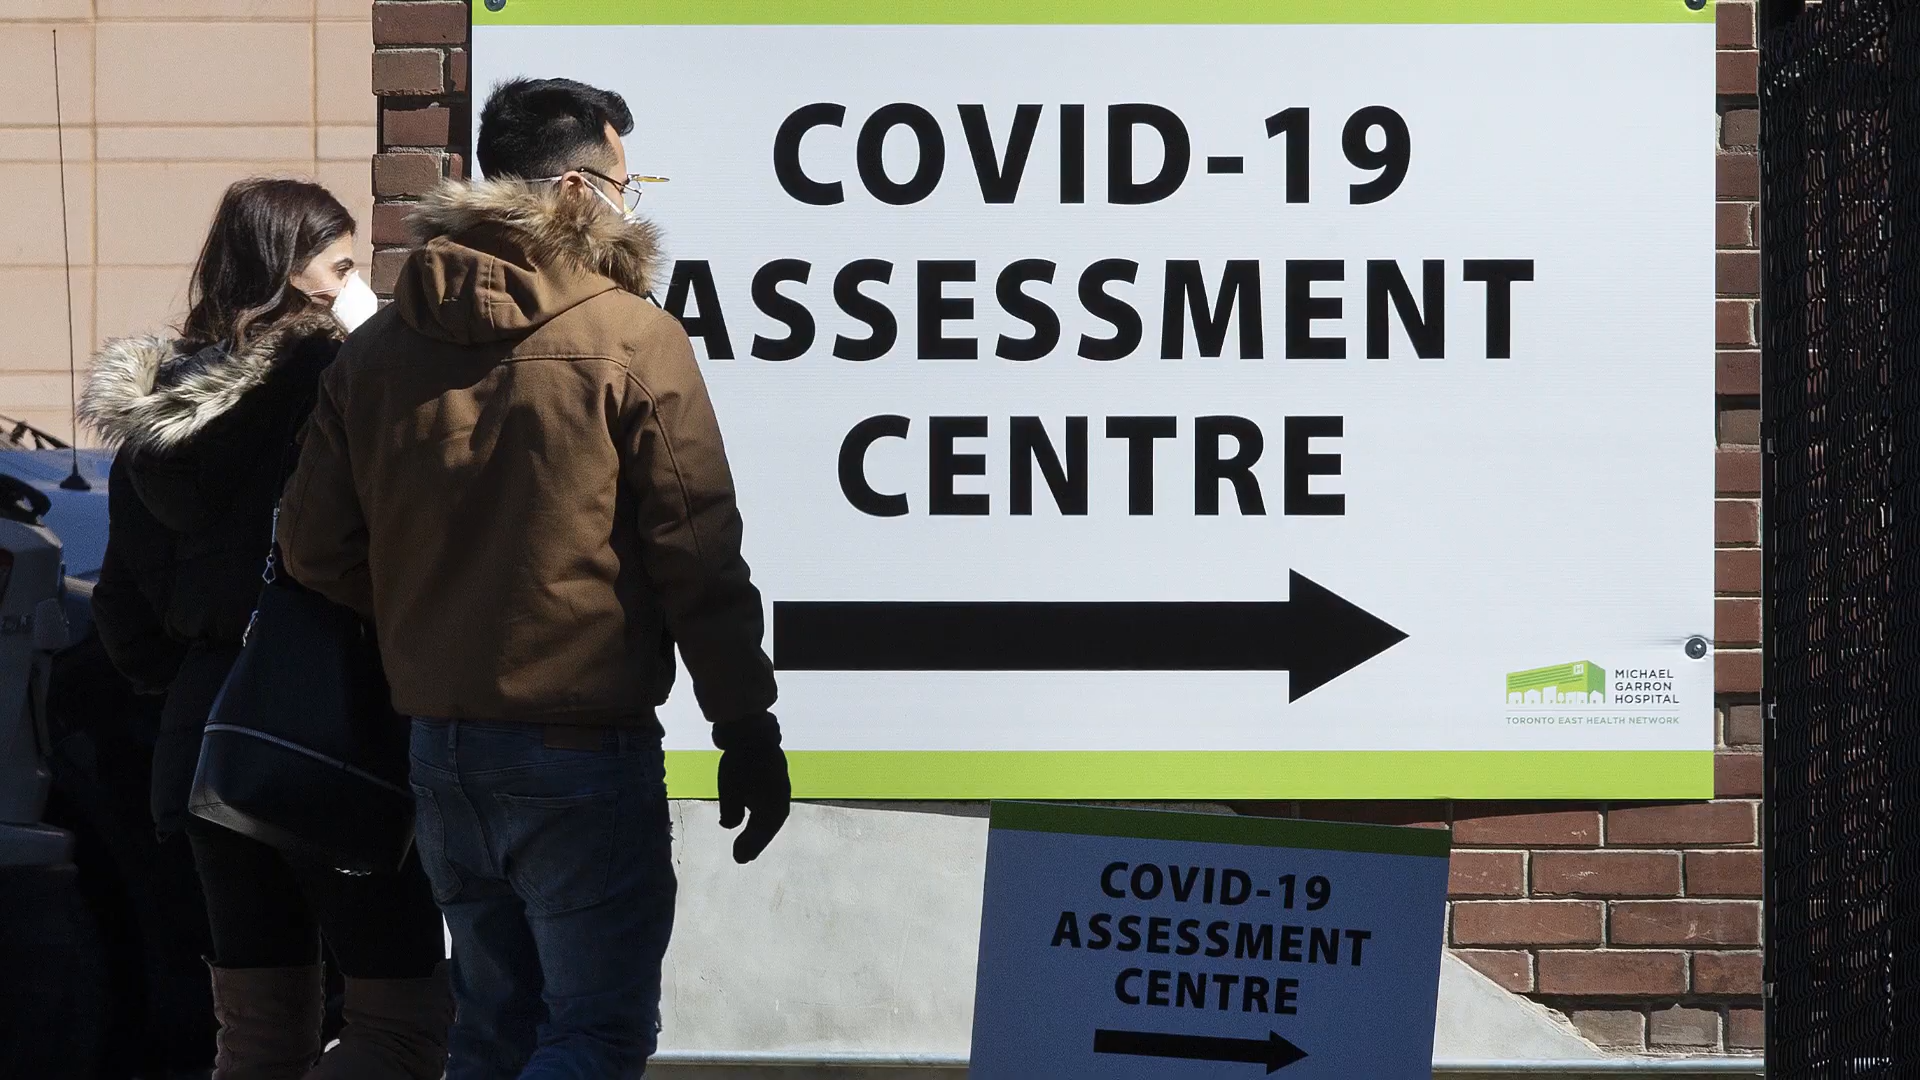 COVID-19
ASSESSMENT
CENTRE
MICHAEL
GARRON
HOSPITAL
TORONTO EAST HEALTH NETWORK
COVID-19
ASSESSMENT
CENTRE